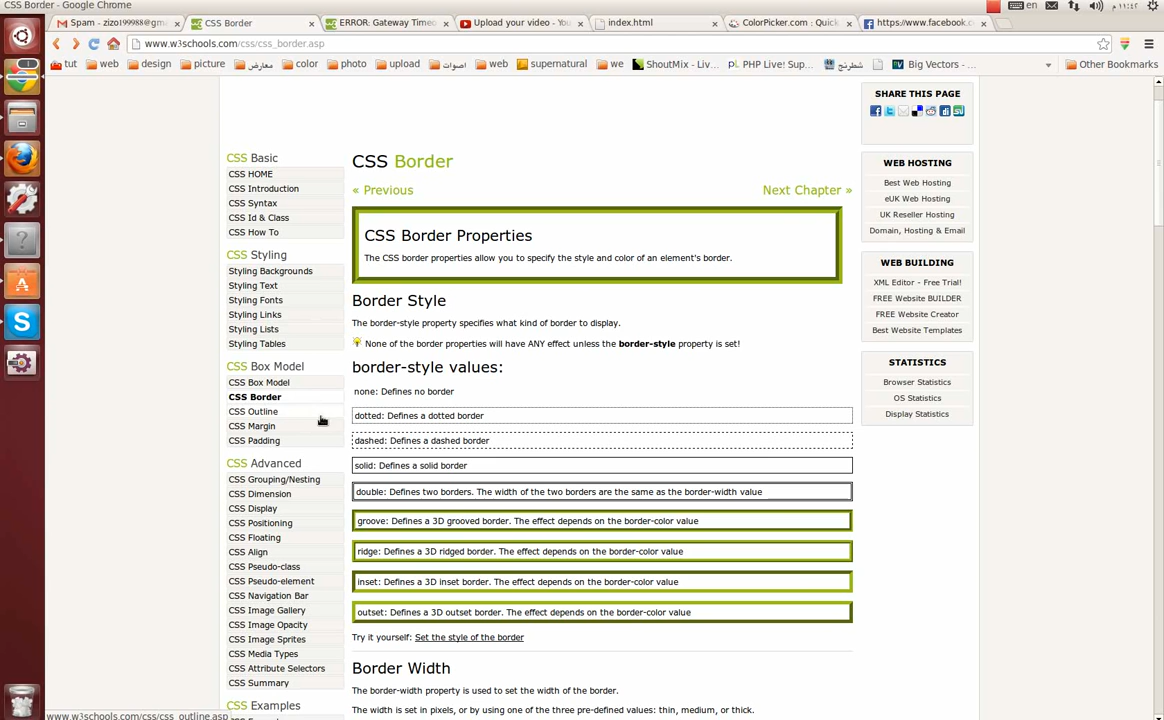 CSS Border - Google Chrome
en
١١:٤٦ م
Spam - zizo199988@gm
CSS Border
ERROR: Gateway Time
Upload your video - You
index.html
ColorPicker.com : Quick
https://www.facebook.c
www.w3schools.com/css/css_border.asp
tut
web
design
picture
معارض
color
photo
upload
اصوات
web
supernatural
we
ShoutMix - Liv...
PHP Live! Sup...
شطرنج
Big Vectors - ...
Other Bookmarks
SHARE THIS PAGE
CSS Basic
CSS HOME
CSS Introduction
CSS Syntax
CSS Id & Class
CSS How To
CSS Styling
Styling Backgrounds
Styling Text
Styling Fonts
Styling Links
Styling Lists
Styling Tables
CSS Box Model
CSS Box Model
CSS Border
CSS Outline
CSS Margin
CSS Padding
CSS Advanced
CSS Grouping/Nesting
CSS Dimension
CSS Display
CSS Positioning
CSS Floating
CSS Align
CSS Pseudo-class
CSS Pseudo-element
CSS Navigation Bar
CSS Image Gallery
CSS Image Opacity
CSS Image Sprites
CSS Media Types
CSS Attribute Selectors
CSS Summary
CSS Examples
CSS Border
« Previous
Next Chapter »
CSS Border Properties
The CSS border properties allow you to specify the style and color of an element's border.
Border Style
The border-style property specifies what kind of border to display.
None of the border properties will have ANY effect unless the border-style property is set!
border-style values:
none: Defines no border
dotted: Defines a dotted border
dashed: Defines a dashed border
solid: Defines a solid border
double: Defines two borders. The width of the two borders are the same as the border-width value
groove: Defines a 3D grooved border. The effect depends on the border-color value
ridge: Defines a 3D ridged border. The effect depends on the border-color value
inset: Defines a 3D inset border. The effect depends on the border-color value
outset: Defines a 3D outset border. The effect depends on the border-color value
Try it yourself: Set the style of the border
Border Width
The border-width property is used to set the width of the border.
The width is set in pixels, or by using one of the three pre-defined values: thin, medium, or thick.
WEB HOSTING
Best Web Hosting
eUK Web Hosting
UK Reseller Hosting
Domain, Hosting & Email
WEB BUILDING
XML Editor - Free Trial!
FREE Website BUILDER
FREE Website Creator
Best Website Templates
STATISTICS
Browser Statistics
OS Statistics
Display Statistics
www.w3schools.com/css/css_outline.asp